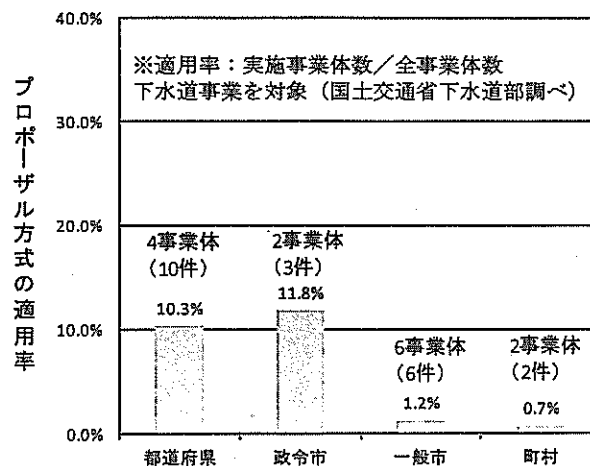 プロポーザル方式の適用率
40.0%
30.0%
20.0%
10.0%
0.0%
※適用率：実施事業体数／全事業体数
下水道事業を対象（国土交通省下水道部調べ）
4事業体
（10件）
10.3%
2事業体
（3件）
11.8%
6事業体
（6件）
1.2%
2事業体
（2件）
0.7%
都道府県
政令市
一般市
町村